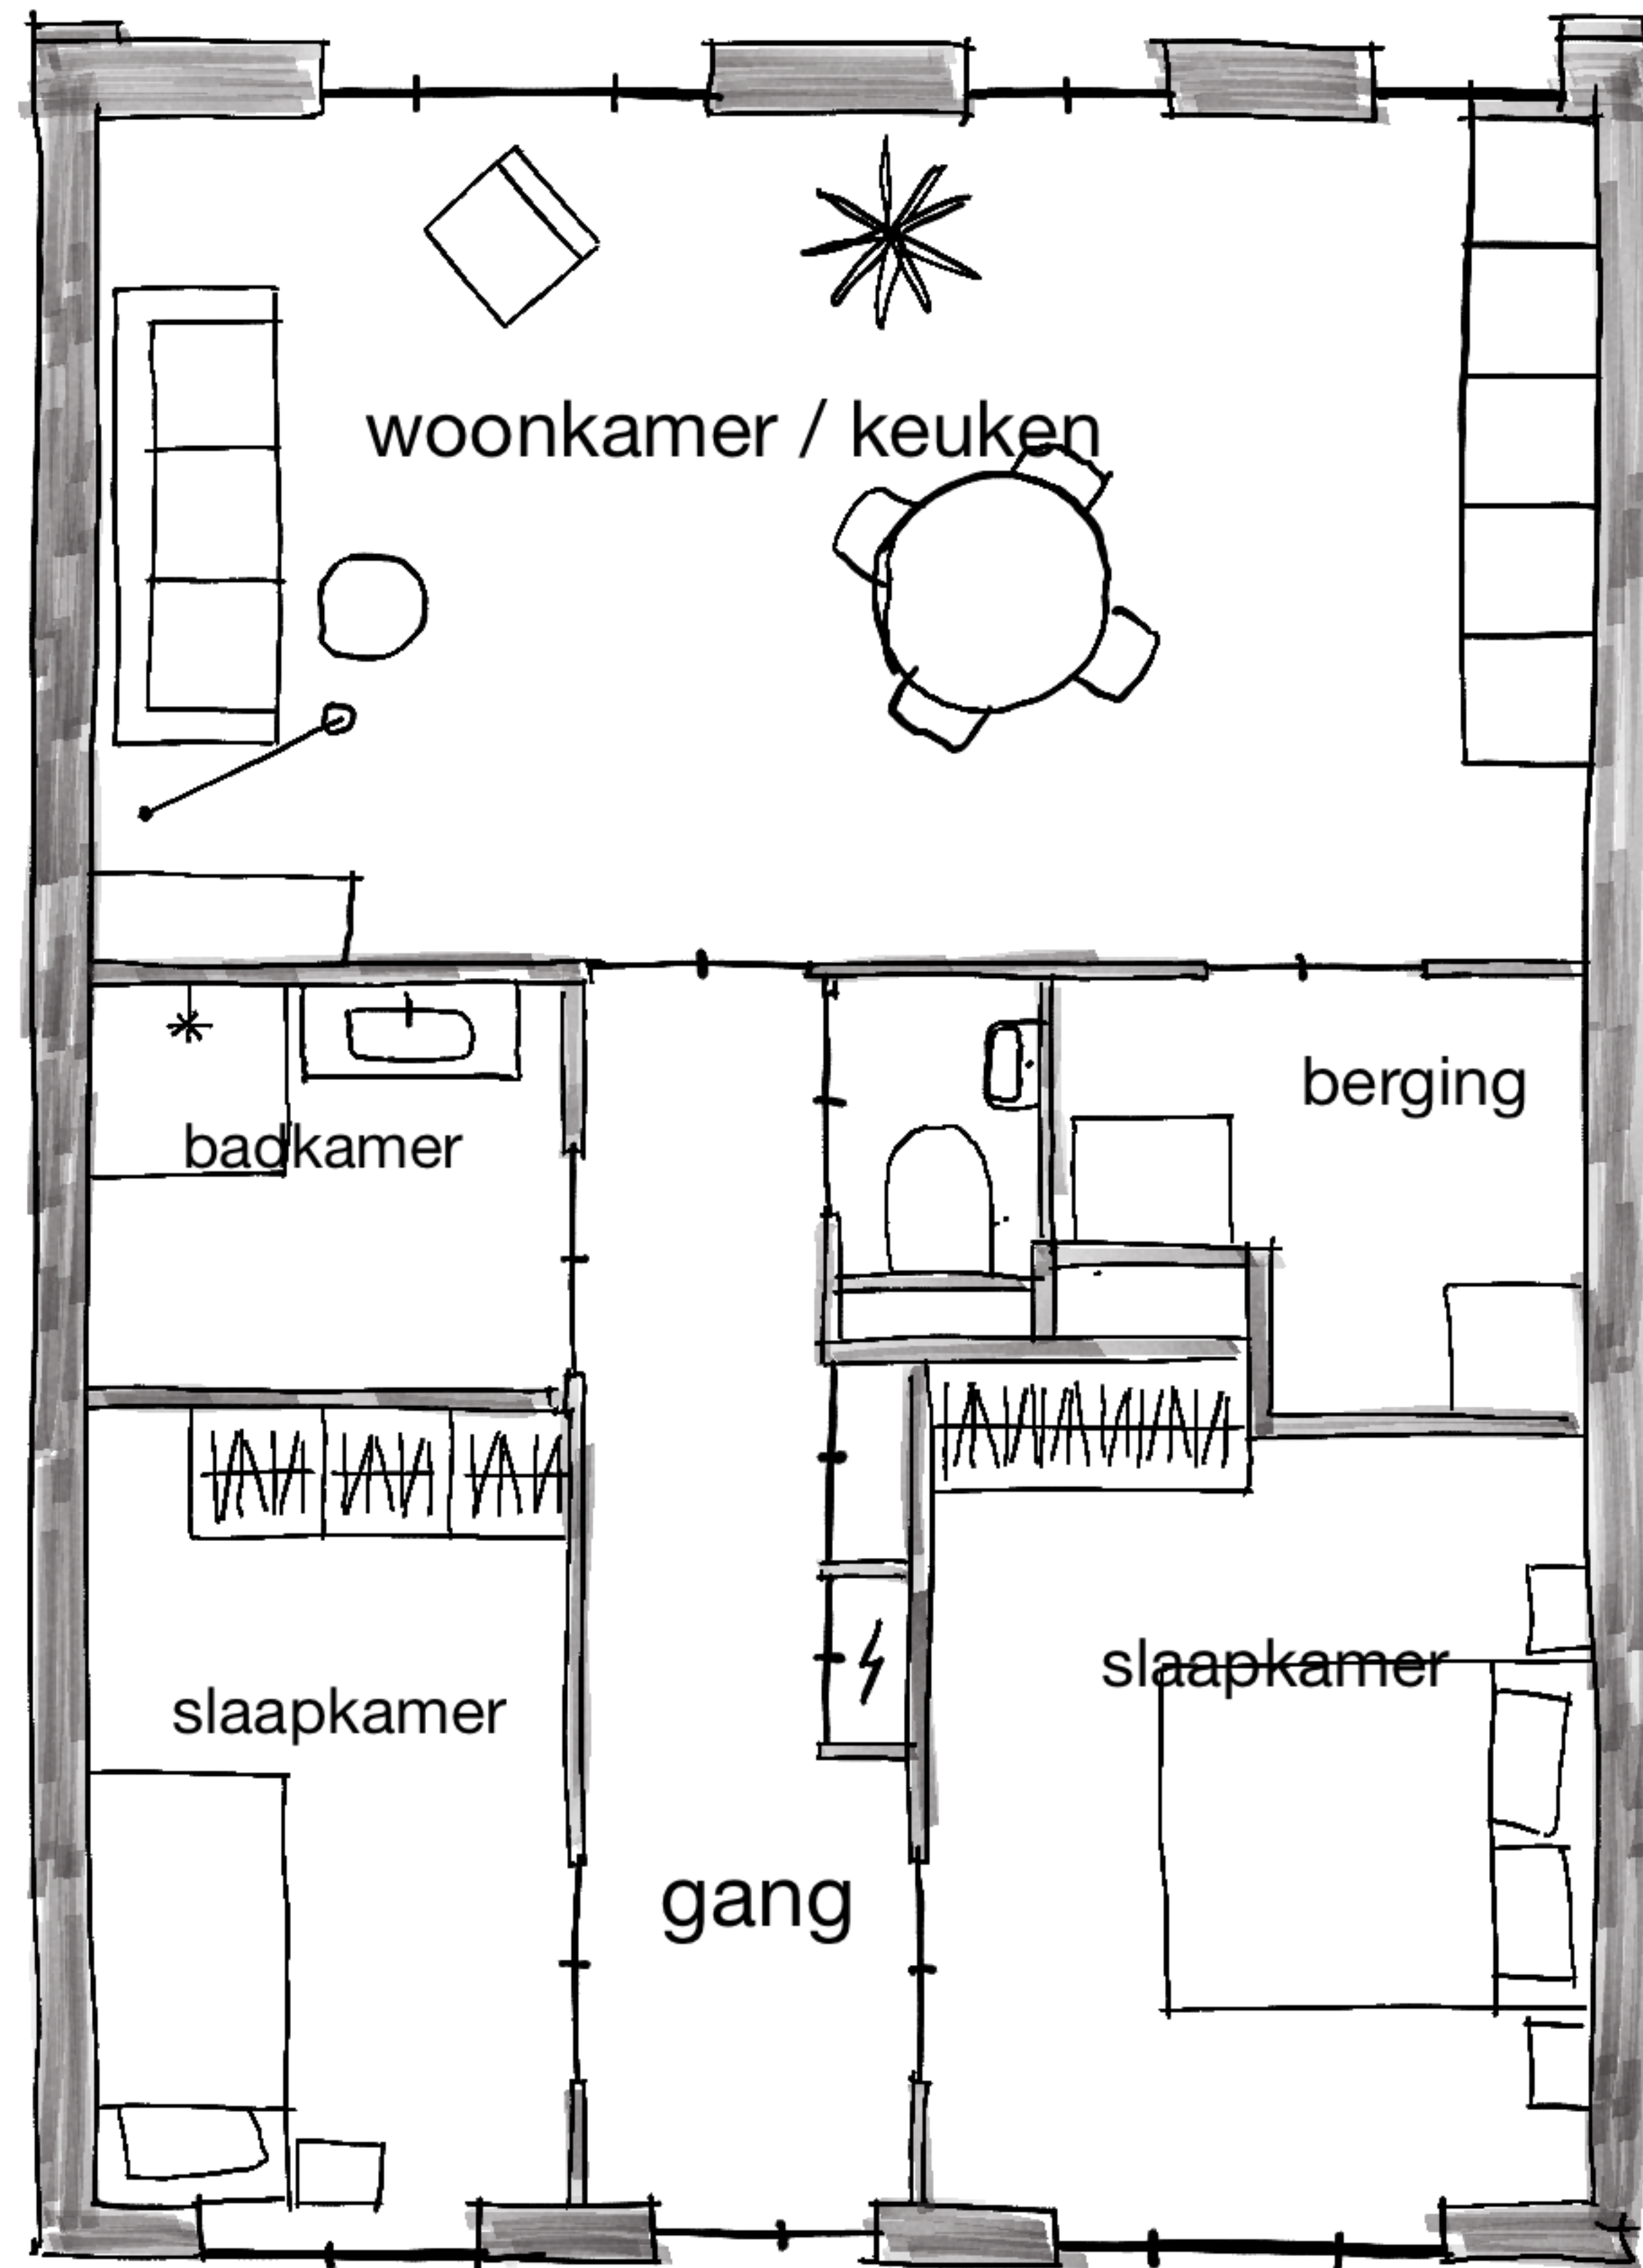 woonkamer / keuken
berging
badkamer
slaapkamer
slaapkamer
gang